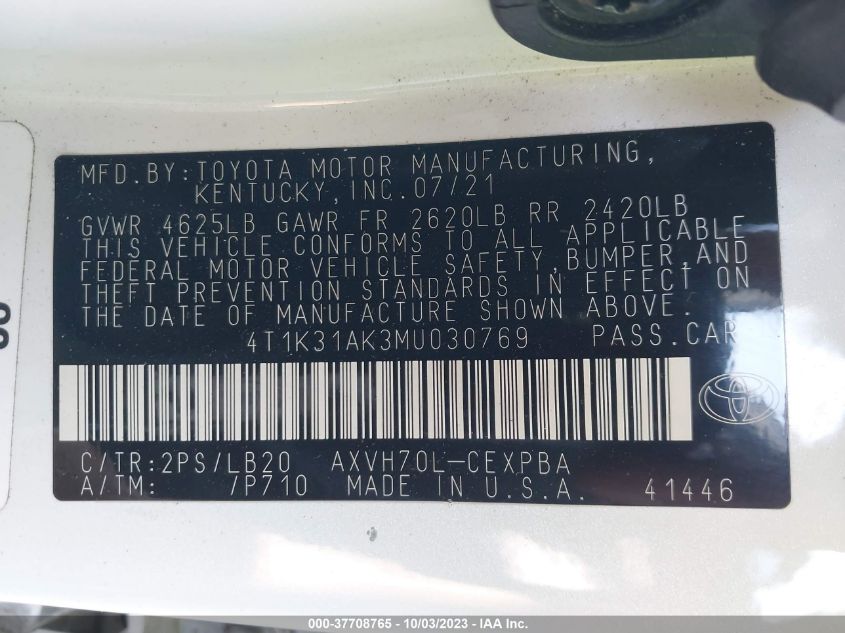 MFD. BY: TOYOTA MOTOR MANUFACTURING,
KENTUCKY, INC. 07/21
GVWR 4625LB GAWR FR 2620LB RR 2420LB
THIS VEHICLE CONFORMS TO ALL APPLICABLE
FEDERAL MOTOR VEHICLE SAFETY, BUMPER, AND
THEFT PREVENTION STANDARDS IN EFFECT ON
THE DATE OF MANUFACTURE SHOWN ABOVE.
4T1K31AK3MU030769 PASS. CAR
C/TR: 2PS/LB20 AXVH70L-CEXPBA
A/TM: /P710 MADE IN U.S.A. 41446
000-37708765 - 10/03/2023 - IAA Inc.